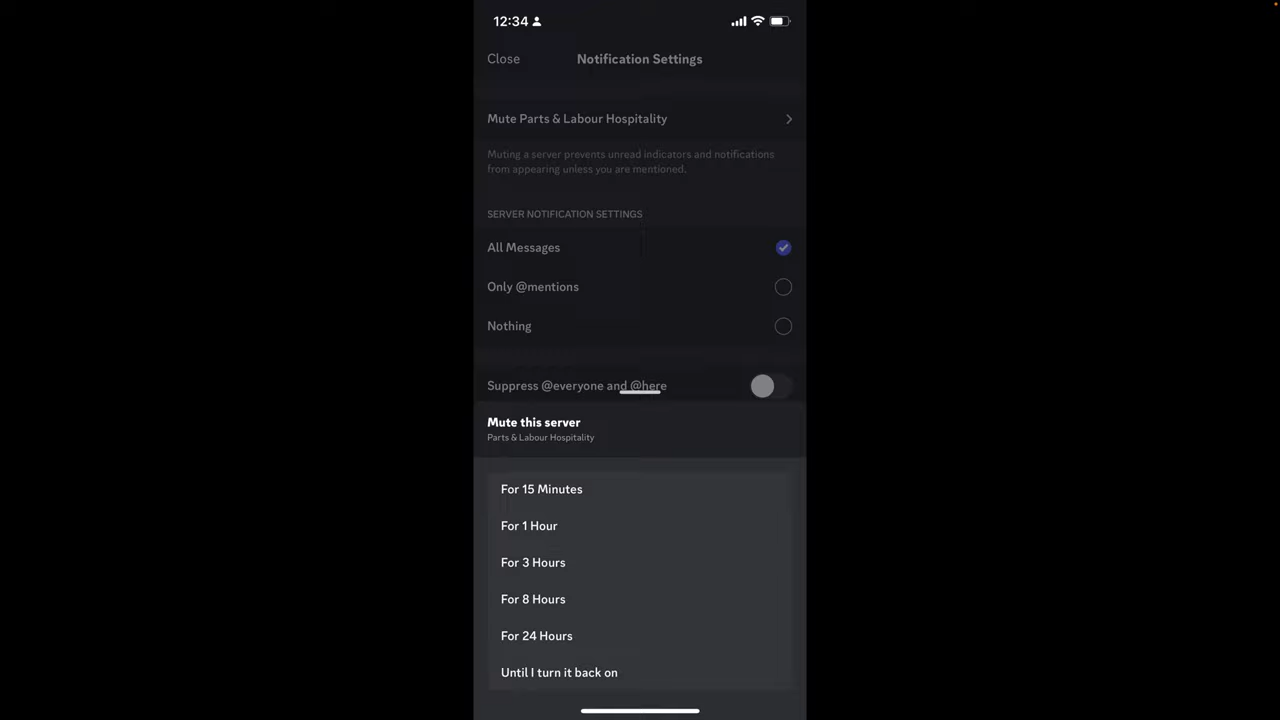 12:34
Close
Notification Settings
Mute Parts & Labour Hospitality
Muting a server prevents unread indicators and notifications
from appearing unless you are mentioned.
SERVER NOTIFICATION SETTINGS
All Messages
Only @mentions
Nothing
Suppress @everyone and @here
Mute this server
Parts & Labour Hospitality
For 15 Minutes
For 1 Hour
For 3 Hours
For 8 Hours
For 24 Hours
Until I turn it back on